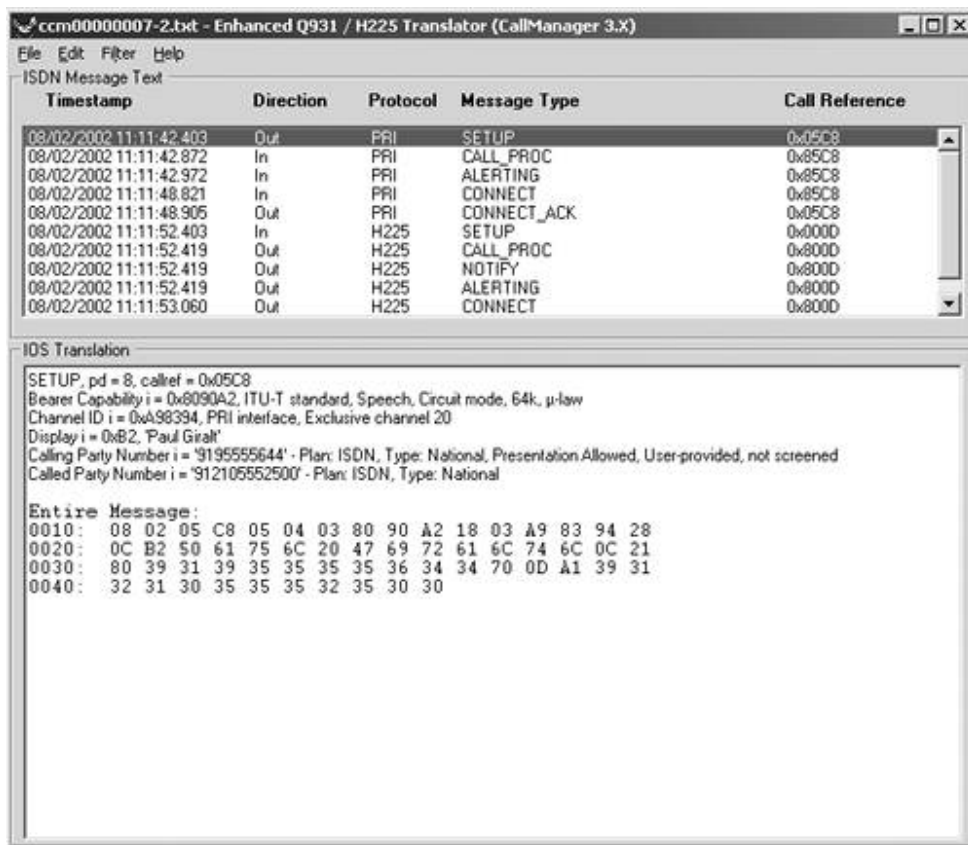 ccm00000007-2.txt - Enhanced Q931 / H225 Translator (CallManager 3.X)
File Edit Filter Help
ISDN Message Text
Timestamp Direction Protocol Message Type Call Reference
08/02/2002 11:11:42.403 Out PRI SETUP 0x05C8
08/02/2002 11:11:42.872 In PRI CALL_PROC 0x85C8
08/02/2002 11:11:42.972 In PRI ALERTING 0x85C8
08/02/2002 11:11:48.821 In PRI CONNECT 0x85C8
08/02/2002 11:11:48.905 Out PRI CONNECT_ACK 0x05C8
08/02/2002 11:11:52.403 In H225 SETUP 0x000D
08/02/2002 11:11:52.419 Out H225 CALL_PROC 0x800D
08/02/2002 11:11:52.419 Out H225 NOTIFY 0x800D
08/02/2002 11:11:52.419 Out H225 ALERTING 0x800D
08/02/2002 11:11:53.060 Out H225 CONNECT 0x800D
IOS Translation
SETUP, pd = 8, callref = 0x05C8
Bearer Capability i = 0x8090A2, ITU-T standard, Speech, Circuit mode, 64k, µ-law
Channel ID i = 0xA98394, PRI interface, Exclusive channel 20
Display i = 0xB2, 'Paul Giralt'
Calling Party Number i = '9195555644' - Plan: ISDN, Type: National, Presentation Allowed, User-provided, not screened
Called Party Number i = '912105552500' - Plan: ISDN, Type: National
Entire Message:
0010: 08 02 05 C8 05 04 03 80 90 A2 18 03 A9 83 94 28
0020: 0C B2 50 61 75 6C 20 47 69 72 61 6C 74 6C 0C 21
0030: 80 39 31 39 35 35 35 35 36 34 34 70 0D A1 39 31
0040: 32 31 30 35 35 35 32 35 30 30